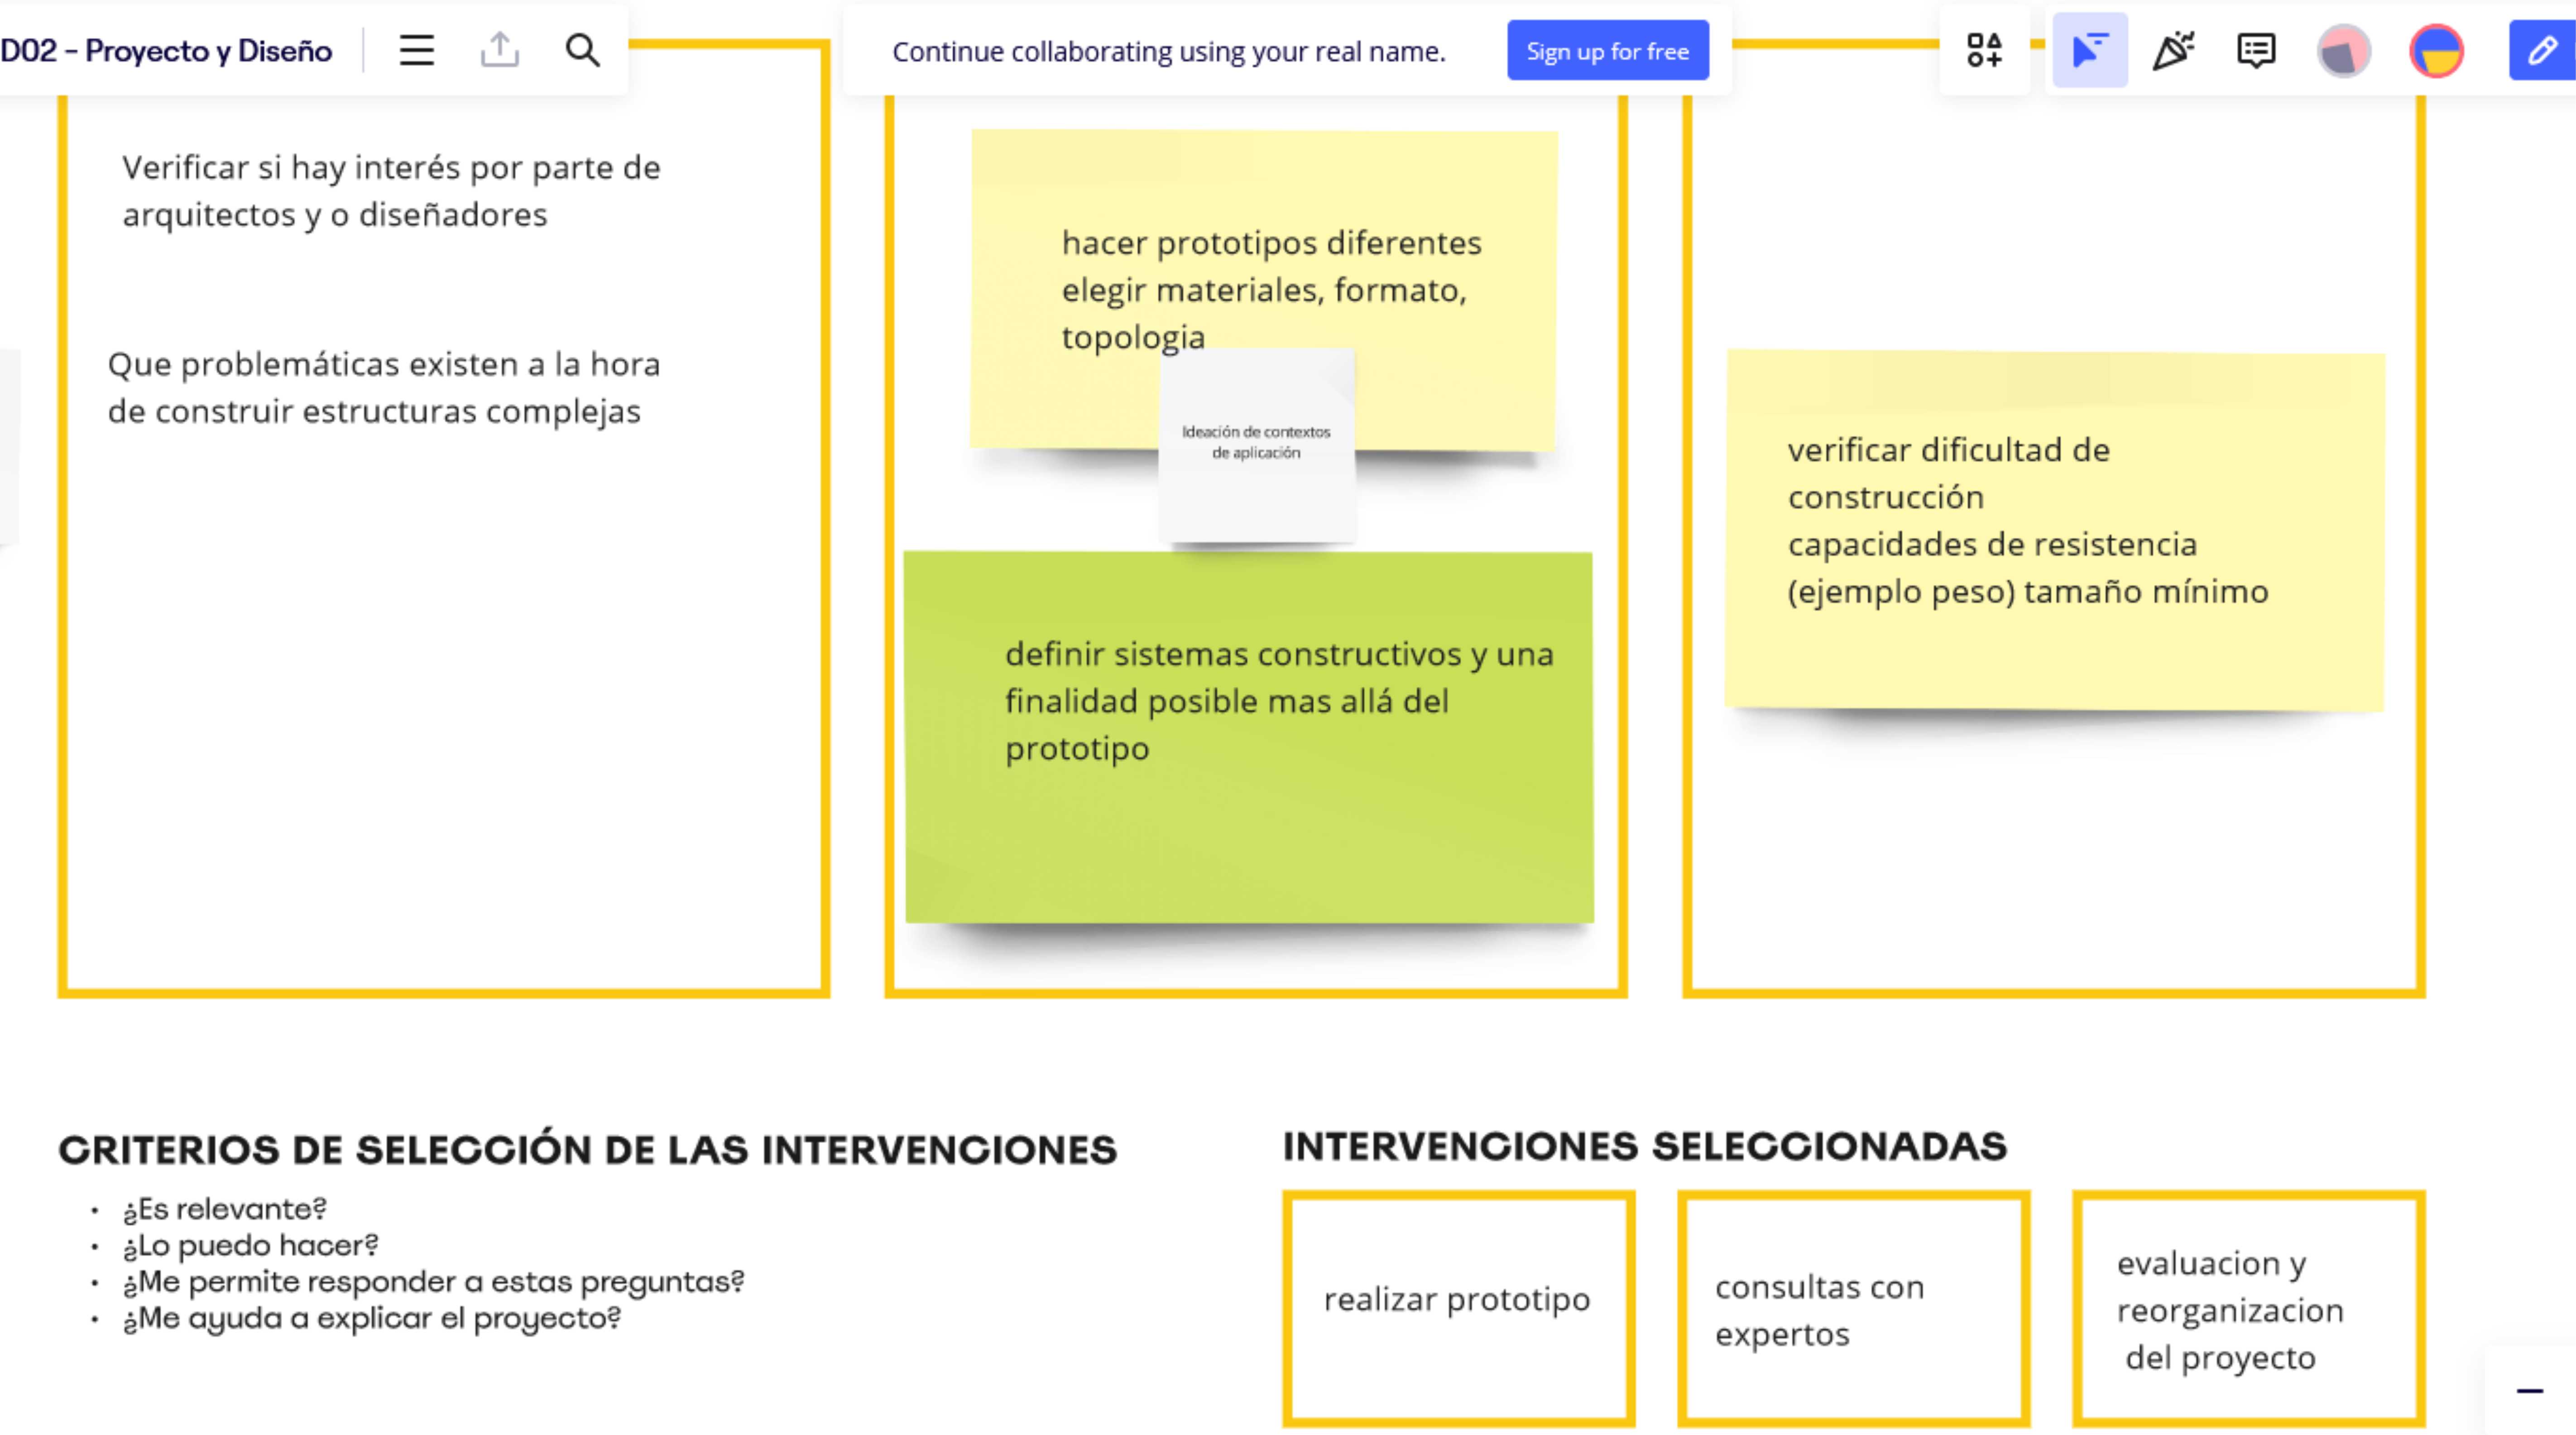 D02 - Proyecto y Diseño
Continue collaborating using your real name.
Sign up for free
Verificar si hay interés por parte de
arquitectos y o diseñadores
Que problemáticas existen a la hora
de construir estructuras complejas
hacer prototipos diferentes
elegir materiales, formato,
topologia
Ideación de contextos
de aplicación
definir sistemas constructivos y una
finalidad posible mas allá del
prototipo
verificar dificultad de
construcción
capacidades de resistencia
(ejemplo peso) tamaño mínimo
CRITERIOS DE SELECCIÓN DE LAS INTERVENCIONES
• ¿Es relevante?
• ¿Lo puedo hacer?
• ¿Me permite responder a estas preguntas?
• ¿Me ayuda a explicar el proyecto?
INTERVENCIONES SELECCIONADAS
realizar prototipo
consultas con
expertos
evaluacion y
reorganizacion
del proyecto